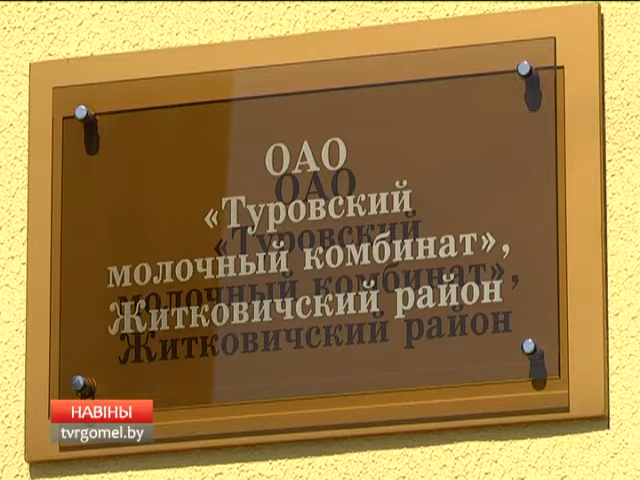 ОАО
«Туровский
молочный комбинат»,
Житковичский район
НАВІНЫ
tvrgomel.by